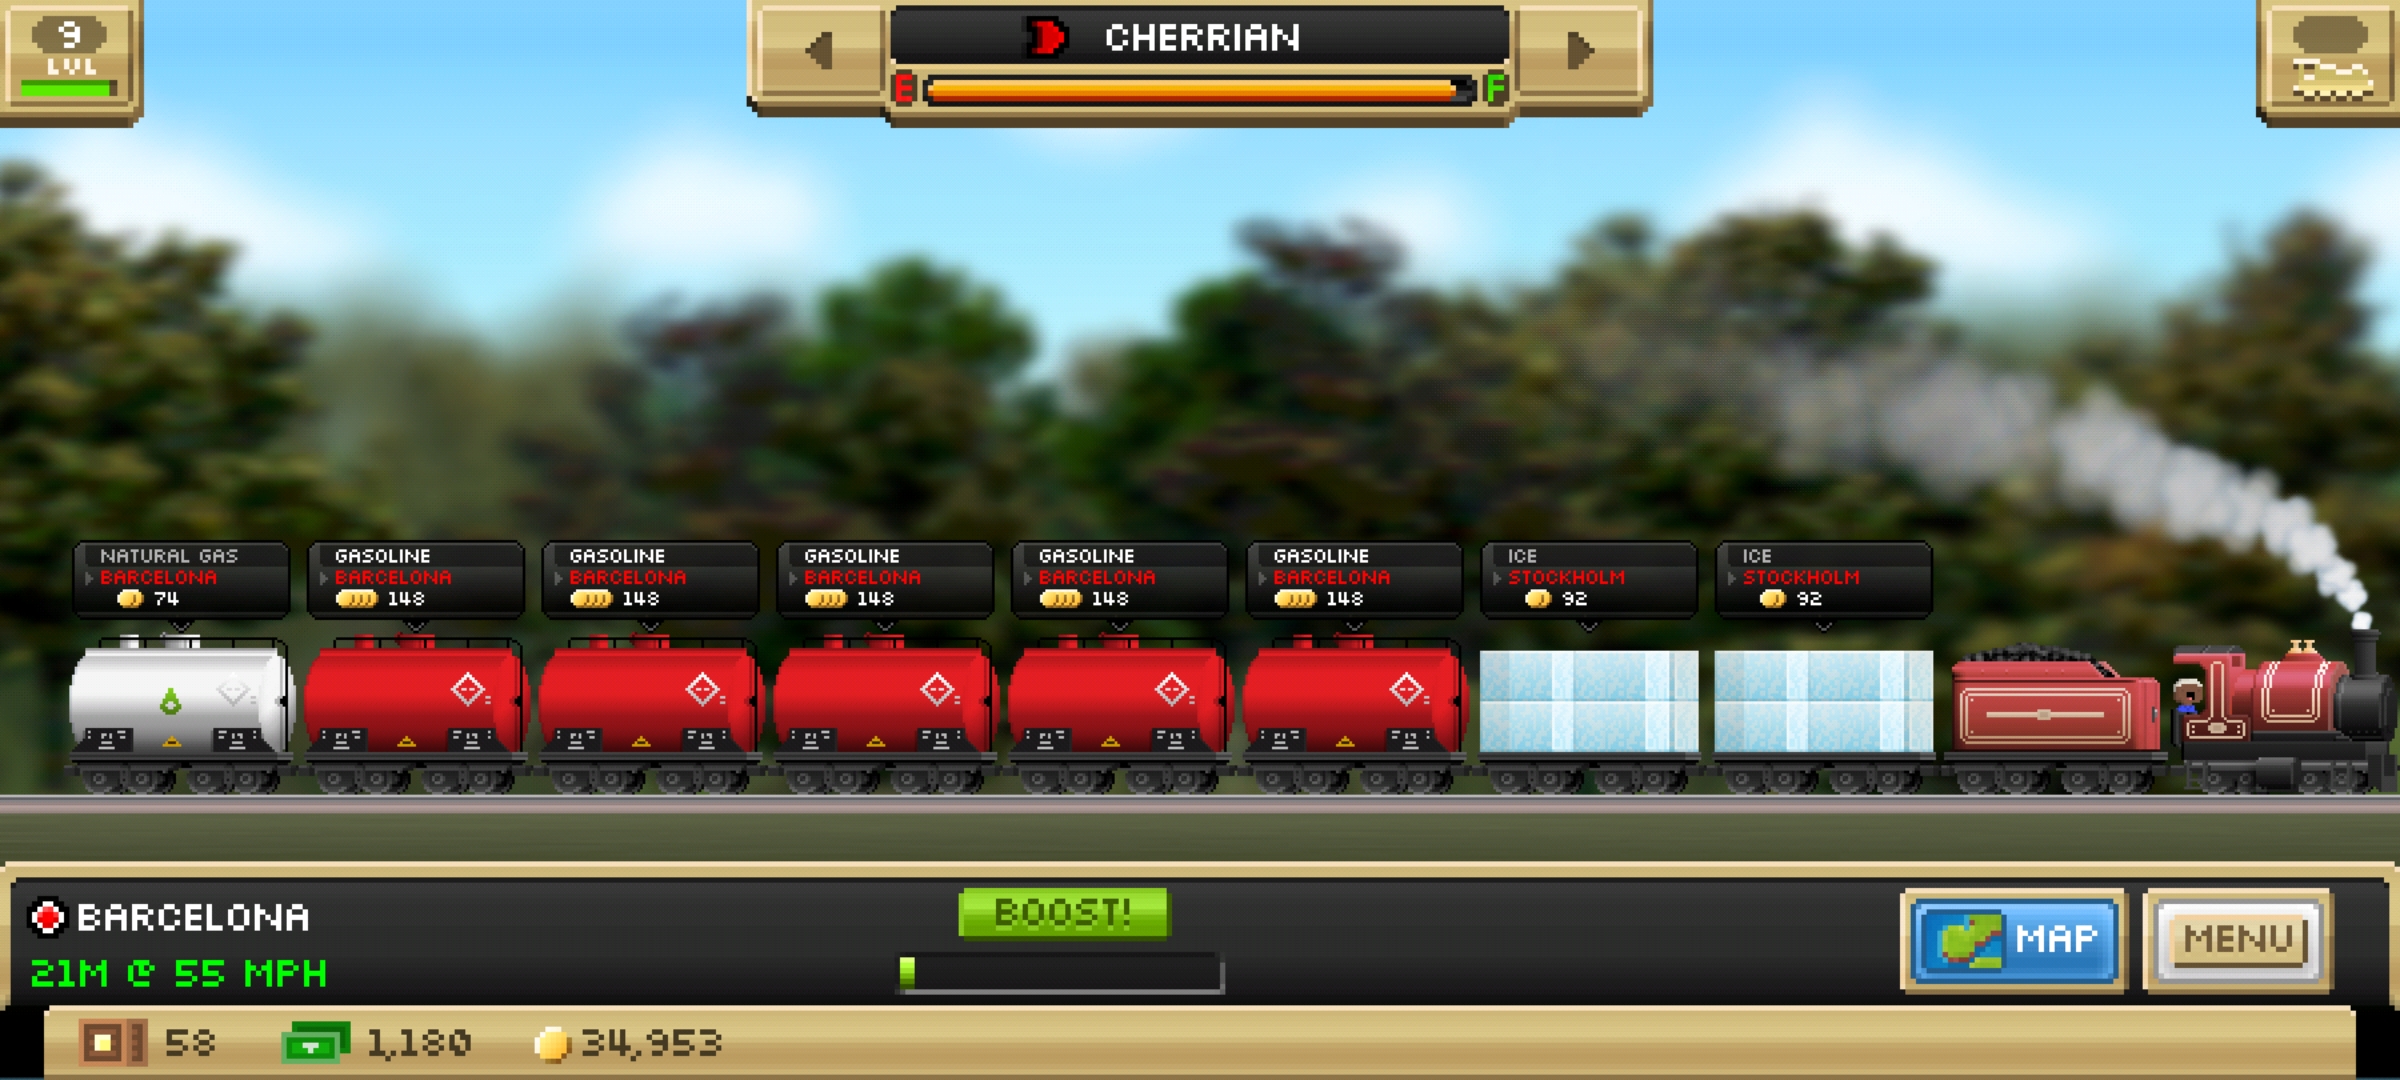 9
LVL
CHERRIAN
E
F
NATURAL GAS
BARCELONA
74
GASOLINE
BARCELONA
148
GASOLINE
BARCELONA
148
GASOLINE
BARCELONA
148
GASOLINE
BARCELONA
148
GASOLINE
BARCELONA
148
ICE
STOCKHOLM
92
ICE
STOCKHOLM
92
BARCELONA
21M @ 55 MPH
BOOST!
MAP
MENU
58
1,180
34,953